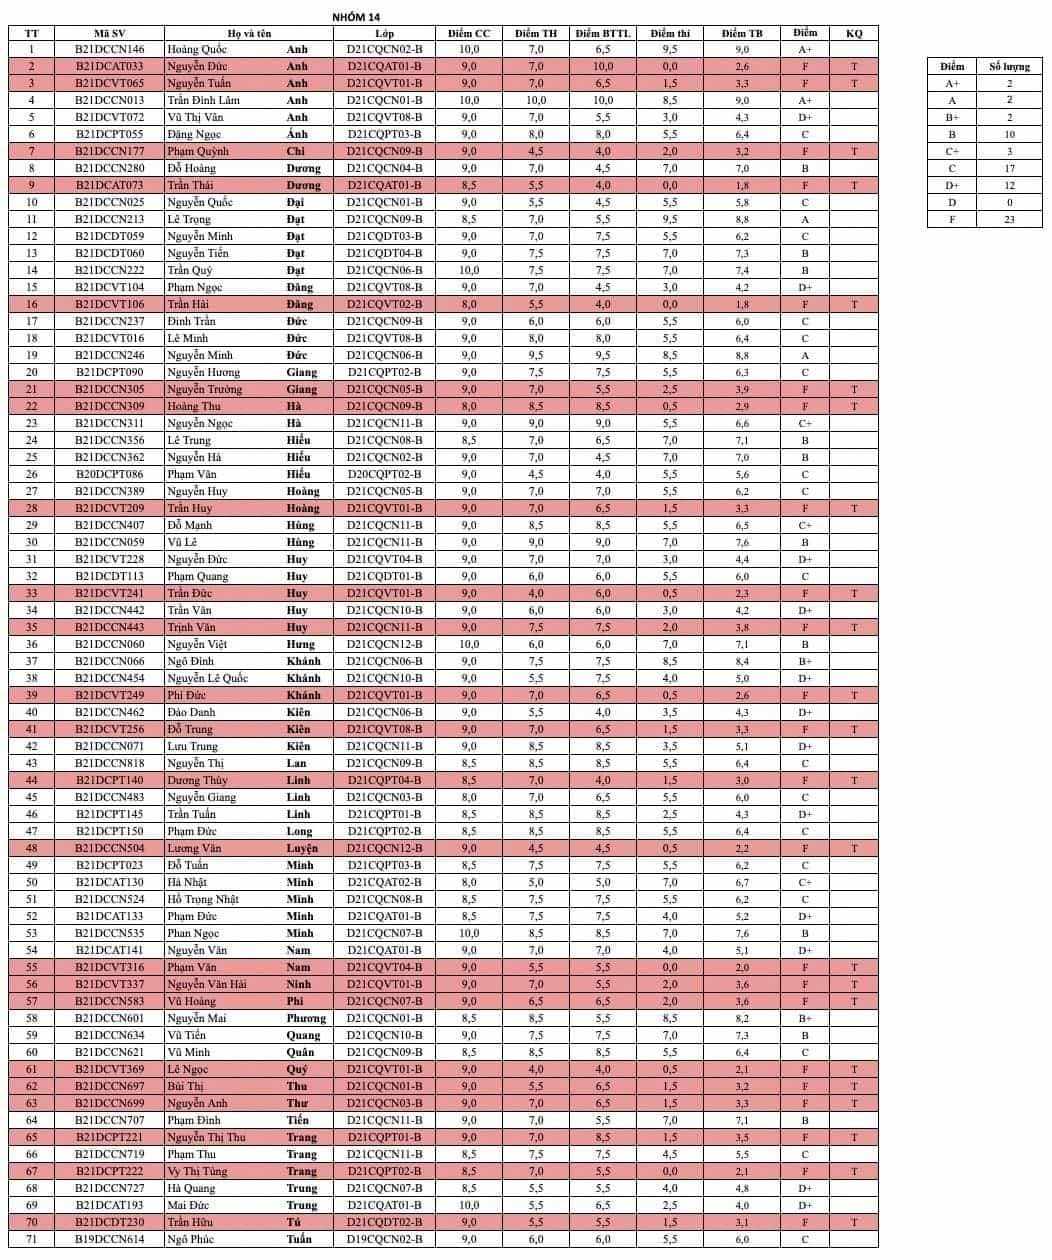 NHÓM 14
TT Mã SV Họ và tên Lớp Điểm CC Điểm TH Điểm BTTL Điểm thi Điểm TB Điểm KQ
1 B21DCCN146 Hoàng Quốc Anh D21CQCN02-B 10,0 7,0 6,5 9,5 9,0 A+
2 B21DCAT033 Nguyễn Đức Anh D21CQAT01-B 9,0 7,0 10,0 0,0 2,6 F T
3 B21DCVT065 Nguyễn Tuấn Anh D21CQVT01-B 9,0 7,0 6,5 1,5 3,3 F T
4 B21DCCN013 Trần Đình Lâm Anh D21CQCN01-B 10,0 10,0 10,0 8,5 9,0 A+
5 B21DCVT072 Vũ Thị Vân Anh D21CQVT08-B 9,0 7,0 5,5 3,0 4,3 D+
6 B21DCPT055 Đặng Ngọc Ánh D21CQPT03-B 9,0 8,0 8,0 5,5 6,4 C
7 B21DCCN177 Phạm Quỳnh Chi D21CQCN09-B 9,0 4,5 4,0 2,0 3,2 F T
8 B21DCCN280 Đỗ Hoàng Dương D21CQCN04-B 9,0 7,0 4,5 7,0 7,0 B
9 B21DCAT073 Trần Thái Dương D21CQAT01-B 8,5 5,5 4,0 0,0 1,8 F T
10 B21DCCN025 Nguyễn Quốc Đại D21CQCN01-B 9,0 5,5 4,5 5,5 5,8 C
11 B21DCCN213 Lê Trọng Đạt D21CQCN09-B 8,5 7,0 5,5 9,5 8,8 A
12 B21DCDT059 Nguyễn Minh Đạt D21CQDT03-B 9,0 7,0 7,5 5,5 6,2 C
13 B21DCDT060 Nguyễn Tiến Đạt D21CQDT04-B 9,0 7,5 7,5 7,0 7,3 B
14 B21DCCN222 Trần Quý Đạt D21CQCN06-B 10,0 7,5 7,5 7,0 7,4 B
15 B21DCVT104 Phạm Ngọc Đăng D21CQVT08-B 9,0 7,0 4,5 3,0 4,2 D+
16 B21DCVT106 Trần Hải Đăng D21CQVT02-B 8,0 5,5 4,0 0,0 1,8 F T
17 B21DCCN237 Đinh Trần Đức D21CQCN09-B 9,0 6,0 6,0 5,5 6,0 C
18 B21DCVT016 Lê Minh Đức D21CQVT08-B 9,0 8,0 8,0 5,5 6,4 C
19 B21DCCN246 Nguyễn Minh Đức D21CQCN06-B 9,0 9,5 9,5 8,5 8,8 A
20 B21DCPT090 Nguyễn Hương Giang D21CQPT02-B 9,0 7,5 7,5 5,5 6,3 C
21 B21DCCN305 Nguyễn Trường Giang D21CQCN05-B 9,0 7,0 5,5 2,5 3,9 F T
22 B21DCCN309 Hoàng Thu Hà D21CQCN09-B 8,0 8,5 8,5 0,5 2,9 F T
23 B21DCCN311 Nguyễn Ngọc Hà D21CQCN11-B 9,0 9,0 9,0 5,5 6,6 C+
24 B21DCCN356 Lê Trung Hiếu D21CQCN08-B 8,5 7,0 6,5 7,0 7,1 B
25 B21DCCN362 Nguyễn Hà Hiếu D21CQCN02-B 9,0 7,0 4,5 7,0 7,0 B
26 B20DCPT086 Phạm Văn Hiếu D20CQPT02-B 9,0 4,5 4,0 5,5 5,6 C
27 B21DCCN389 Nguyễn Huy Hoàng D21CQCN05-B 9,0 7,0 7,0 5,5 6,2 C
28 B21DCVT209 Trần Huy Hoàng D21CQVT01-B 9,0 7,0 6,5 1,5 3,3 F T
29 B21DCCN407 Đỗ Mạnh Hùng D21CQCN11-B 9,0 8,5 8,5 5,5 6,5 C+
30 B21DCCN059 Vũ Lê Hùng D21CQCN11-B 9,0 9,0 9,0 7,0 7,6 B
31 B21DCVT228 Nguyễn Đức Huy D21CQVT04-B 9,0 7,0 7,0 3,0 4,4 D+
32 B21DCDT113 Phạm Quang Huy D21CQDT01-B 9,0 6,0 6,0 5,5 6,0 C
33 B21DCVT241 Trần Đức Huy D21CQVT01-B 9,0 4,0 6,0 0,5 2,3 F T
34 B21DCCN442 Trần Văn Huy D21CQCN10-B 9,0 6,0 6,0 3,0 4,2 D+
35 B21DCCN443 Trịnh Văn Huy D21CQCN11-B 9,0 7,5 7,5 2,0 3,8 F T
36 B21DCCN060 Nguyễn Việt Hưng D21CQCN12-B 10,0 6,0 6,0 7,0 7,1 B
37 B21DCCN066 Ngô Đình Khánh D21CQCN06-B 9,0 7,5 7,5 8,5 8,4 B+
38 B21DCCN454 Nguyễn Lê Quốc Khánh D21CQCN10-B 9,0 5,5 7,5 4,0 5,0 D+
39 B21DCVT249 Phí Đức Khánh D21CQVT01-B 9,0 7,0 6,5 0,5 2,6 F T
40 B21DCCN462 Đào Danh Kiên D21CQCN06-B 9,0 5,5 4,0 3,5 4,3 D+
41 B21DCVT256 Đỗ Trung Kiên D21CQVT08-B 9,0 7,0 6,5 1,5 3,3 F T
42 B21DCCN071 Lưu Trung Kiên D21CQCN11-B 9,0 8,5 8,5 3,5 5,1 D+
43 B21DCCN818 Nguyễn Thị Lan D21CQCN09-B 8,5 8,5 8,5 5,5 6,4 C
44 B21DCPT140 Dương Thùy Linh D21CQPT04-B 8,5 7,0 4,0 1,5 3,0 F T
45 B21DCCN483 Nguyễn Giang Linh D21CQCN03-B 8,0 7,0 6,5 5,5 6,0 C
46 B21DCPT145 Trần Tuấn Linh D21CQPT01-B 8,5 8,5 8,5 2,5 4,3 D+
47 B21DCPT150 Phạm Đức Long D21CQPT02-B 8,5 8,5 8,5 5,5 6,4 C
48 B21DCCN504 Lương Văn Luyện D21CQCN12-B 9,0 4,5 4,5 0,5 2,2 F T
49 B21DCPT023 Đỗ Tuấn Minh D21CQPT03-B 8,5 7,5 7,5 5,5 6,2 C
50 B21DCAT130 Hà Nhật Minh D21CQAT02-B 8,0 5,0 5,0 7,0 6,7 C+
51 B21DCCN524 Hồ Trọng Nhật Minh D21CQCN08-B 8,5 7,5 7,5 5,5 6,2 C
52 B21DCAT133 Phạm Đức Minh D21CQAT01-B 8,5 7,5 7,5 4,0 5,2 D+
53 B21DCCN535 Phan Ngọc Minh D21CQCN07-B 10,0 8,5 8,5 7,0 7,6 B
54 B21DCAT141 Nguyễn Văn Nam D21CQAT01-B 9,0 7,0 7,0 4,0 5,1 D+
55 B21DCVT316 Phạm Văn Nam D21CQVT04-B 9,0 5,5 5,5 0,0 2,0 F T
56 B21DCVT337 Nguyễn Văn Hải Ninh D21CQVT01-B 9,0 7,0 5,5 2,0 3,6 F T
57 B21DCCN583 Vũ Hoàng Phi D21CQCN07-B 9,0 6,5 6,5 2,0 3,6 F T
58 B21DCCN601 Nguyễn Mai Phương D21CQCN01-B 8,5 8,5 5,5 8,5 8,2 B+
59 B21DCCN634 Vũ Tiến Quang D21CQCN10-B 9,0 7,5 7,5 7,0 7,3 B
60 B21DCCN621 Vũ Minh Quân D21CQCN09-B 8,5 8,5 8,5 5,5 6,4 C
61 B21DCVT369 Lê Ngọc Quý D21CQVT01-B 9,0 4,0 4,0 0,5 2,1 F T
62 B21DCCN697 Bùi Thị Thu D21CQCN01-B 9,0 5,5 6,5 1,5 3,2 F T
63 B21DCCN699 Nguyễn Anh Thư D21CQCN03-B 9,0 7,0 6,5 1,5 3,3 F T
64 B21DCCN707 Phạm Đình Tiến D21CQCN11-B 9,0 7,0 5,5 7,0 7,1 B
65 B21DCPT221 Nguyễn Thị Thu Trang D21CQPT01-B 9,0 7,0 8,5 1,5 3,5 F T
66 B21DCCN719 Phạm Thu Trang D21CQCN11-B 8,5 7,5 7,5 4,5 5,5 C
67 B21DCPT222 Vy Thị Tùng Trang D21CQPT02-B 8,5 7,0 5,5 0,0 2,1 F T
68 B21DCCN727 Hà Quang Trung D21CQCN07-B 8,5 5,5 5,5 4,0 4,8 D+
69 B21DCAT193 Mai Đức Trung D21CQAT01-B 10,0 5,5 6,5 2,5 4,0 D+
70 B21DCDT230 Trần Hữu Tú D21CQDT02-B 9,0 5,5 5,5 1,5 3,1 F T
71 B19DCCN614 Ngô Phúc Tuấn D19CQCN02-B 9,0 6,0 6,0 5,5 6,0 C
Điểm Số lượng
A+ 2
A 2
B+ 2
B 10
C+ 3
C 17
D+ 12
D 0
F 23